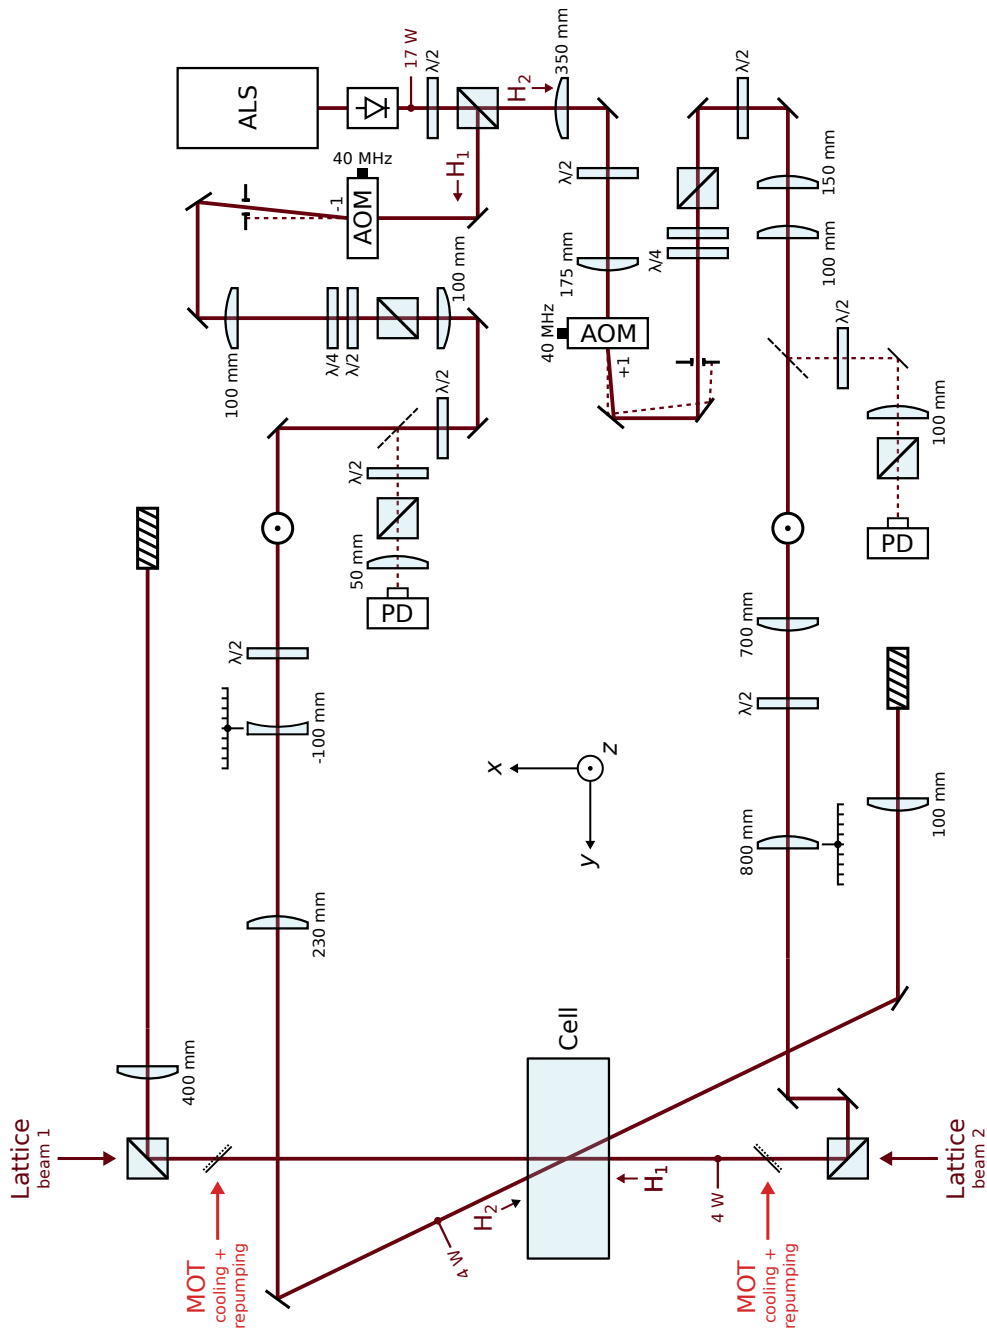 ALS
17 W
λ/2
H2
350 mm
λ/2
40 MHz
H1
-1
AOM
λ/2
150 mm
100 mm
175 mm
λ/4
100 mm
λ/4
λ/2
100 mm
40 MHz
AOM
+1
λ/2
λ/2
100 mm
λ/2
50 mm
PD
PD
λ/2
-100 mm
700 mm
λ/2
x
z
y
800 mm
100 mm
230 mm
Cell
400 mm
Lattice
beam 1
H2
H1
4 W
4 W
Lattice
beam 2
MOT
cooling +
repumping
MOT
cooling +
repumping